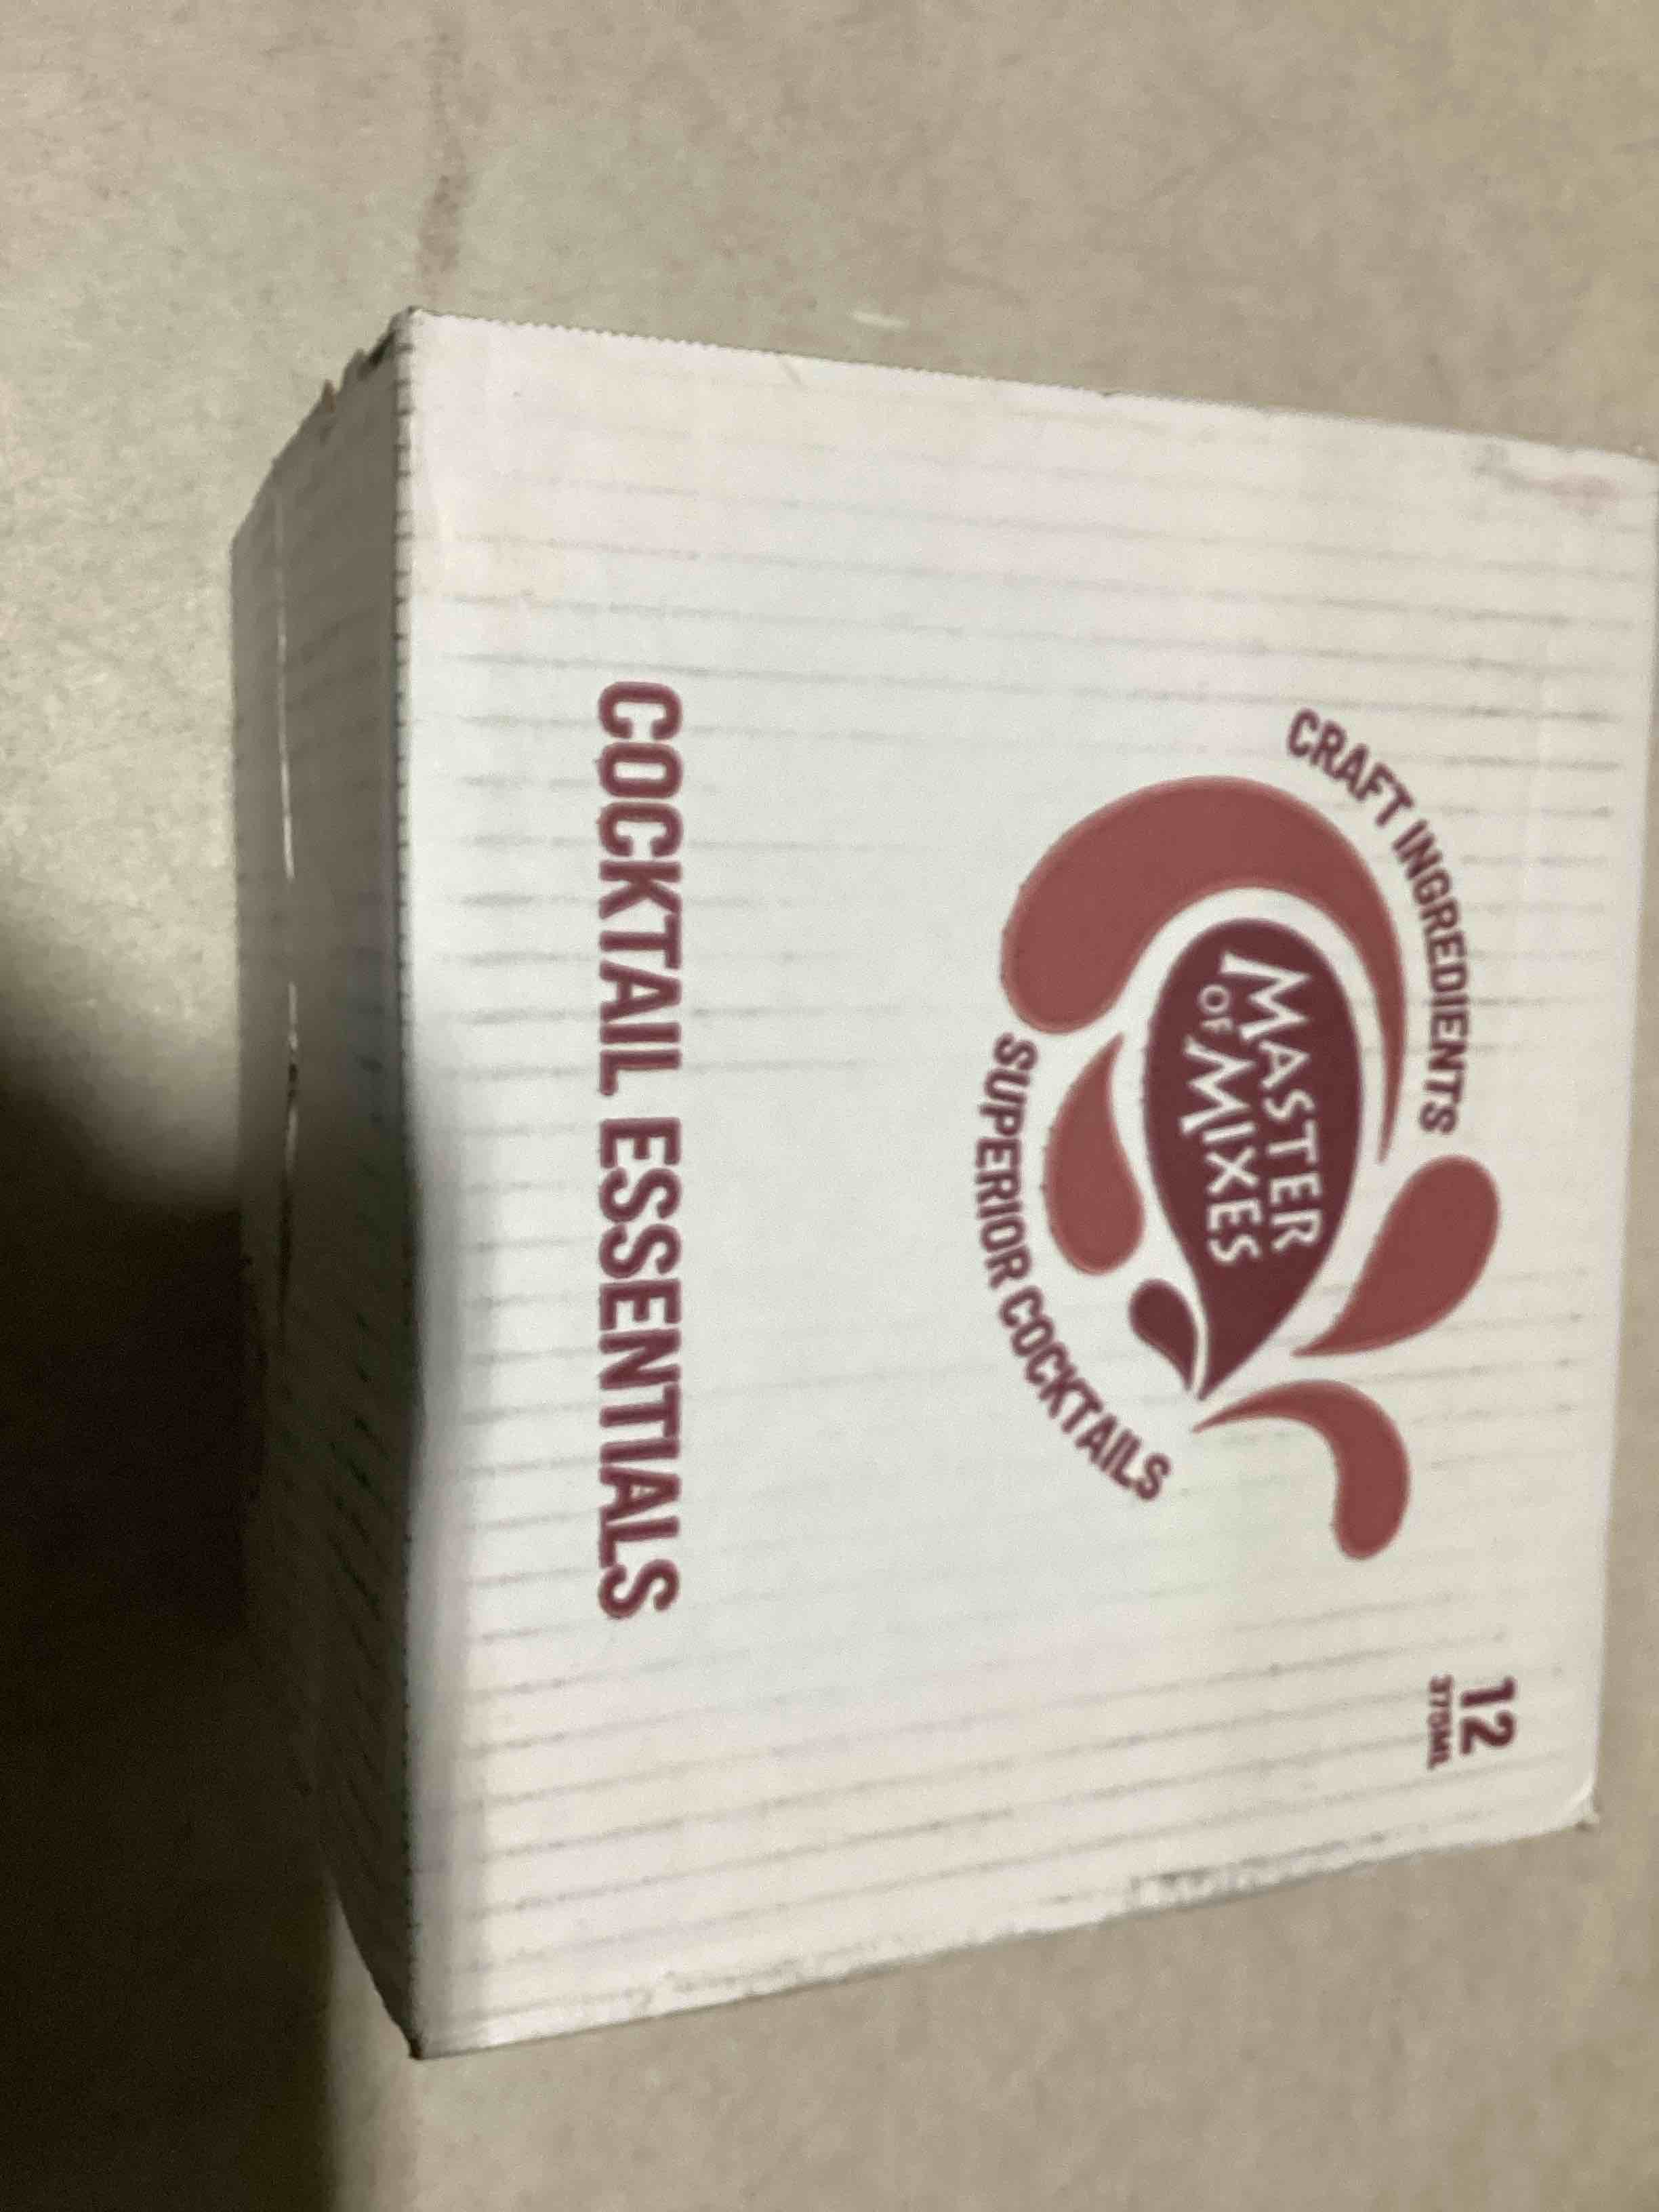 12
375ML
CRAFT INGREDIENTS
MASTER
OF MIXES
SUPERIOR COCKTAILS
COCKTAIL ESSENTIALS